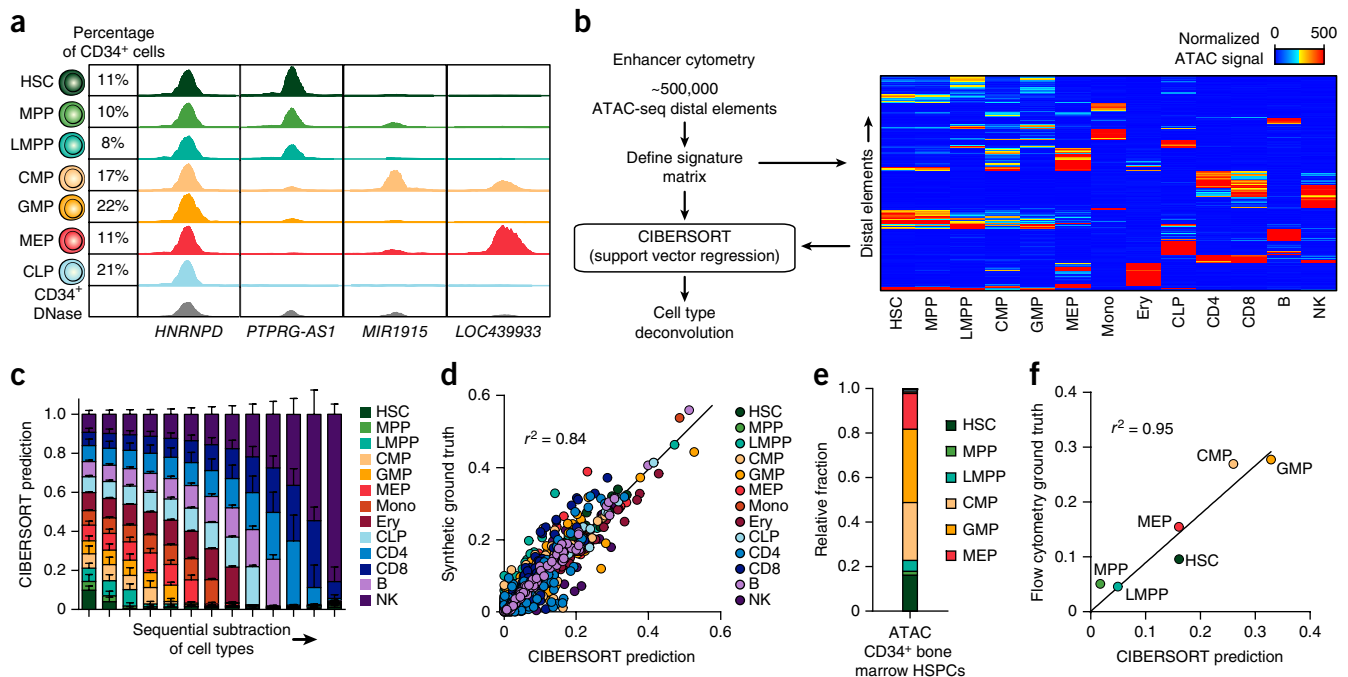 a
Percentage
of CD34+ cells
HSC 11%
MPP 10%
LMPP 8%
CMP 17%
GMP 22%
MEP 11%
CLP 21%
CD34+
DNase
HNRNPD PTPRG-AS1 MIR1915 LOC439933
b
Enhancer cytometry
~500,000
ATAC-seq distal elements
Define signature
matrix
CIBERSORT
(support vector regression)
Cell type
deconvolution
Normalized
ATAC signal
0 500
Distal elements
HSC MPP LMPP CMP GMP MEP Mono Ery CLP CD4 CD8 B NK
c
CIBERSORT prediction
1.0
0.8
0.6
0.4
0.2
0
Sequential subtraction
of cell types
HSC
MPP
LMPP
CMP
GMP
MEP
Mono
Ery
CLP
CD4
CD8
B
NK
d
Synthetic ground truth
0.6
0.4
0.2
0
r2 = 0.84
0 0.2 0.4 0.6
CIBERSORT prediction
HSC
MPP
LMPP
CMP
GMP
MEP
Mono
Ery
CLP
CD4
CD8
B
NK
e
Relative fraction
1.0
0.8
0.6
0.4
0.2
0
ATAC
CD34+ bone
marrow HSPCs
HSC
MPP
LMPP
CMP
GMP
MEP
f
Flow cytometry ground truth
0.4
0.3
0.2
0.1
0
r2 = 0.95
CMP
GMP
MEP
HSC
MPP
LMPP
0 0.1 0.2 0.3 0.4
CIBERSORT prediction